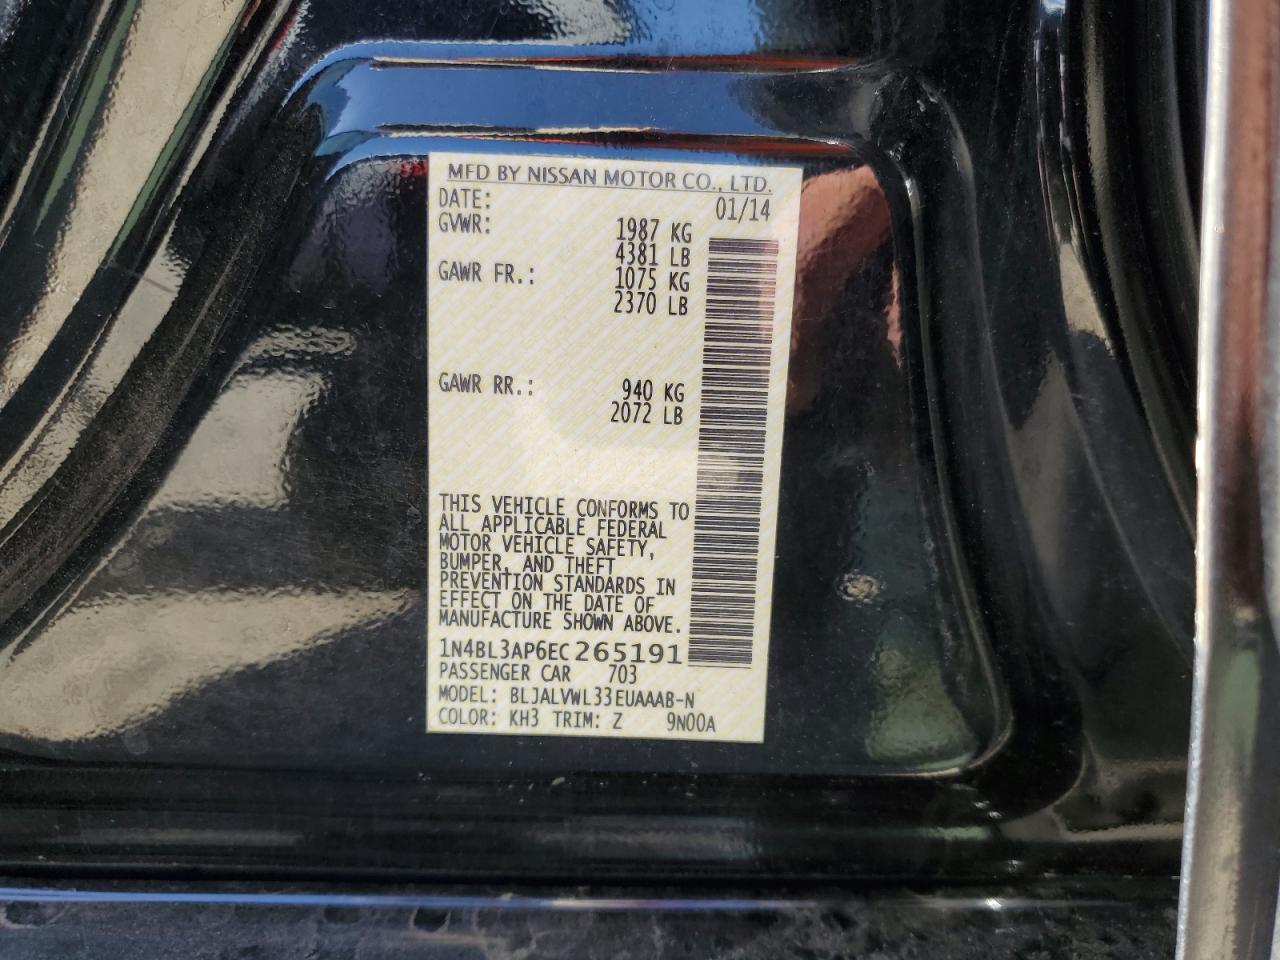 MFD BY NISSAN MOTOR CO., LTD.
DATE: 01/14
GVWR: 1987 KG
4381 LB
GAWR FR.: 1075 KG
2370 LB
GAWR RR.: 940 KG
2072 LB
THIS VEHICLE CONFORMS TO
ALL APPLICABLE FEDERAL
MOTOR VEHICLE SAFETY,
BUMPER, AND THEFT
PREVENTION STANDARDS IN
EFFECT ON THE DATE OF
MANUFACTURE SHOWN ABOVE.
1N4BL3AP6EC265191
PASSENGER CAR 703
MODEL: BLJALVWL33EUAAAB-N
COLOR: KH3 TRIM: Z 9N00A